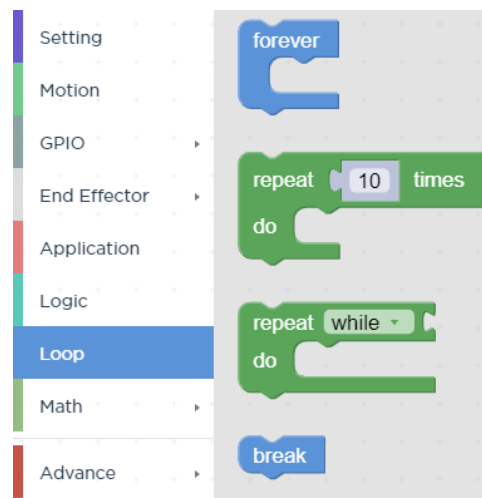 Setting
Motion
GPIO
End Effector
Application
Logic
Loop
Math
Advance
forever
repeat 10 times
do
repeat while
do
break